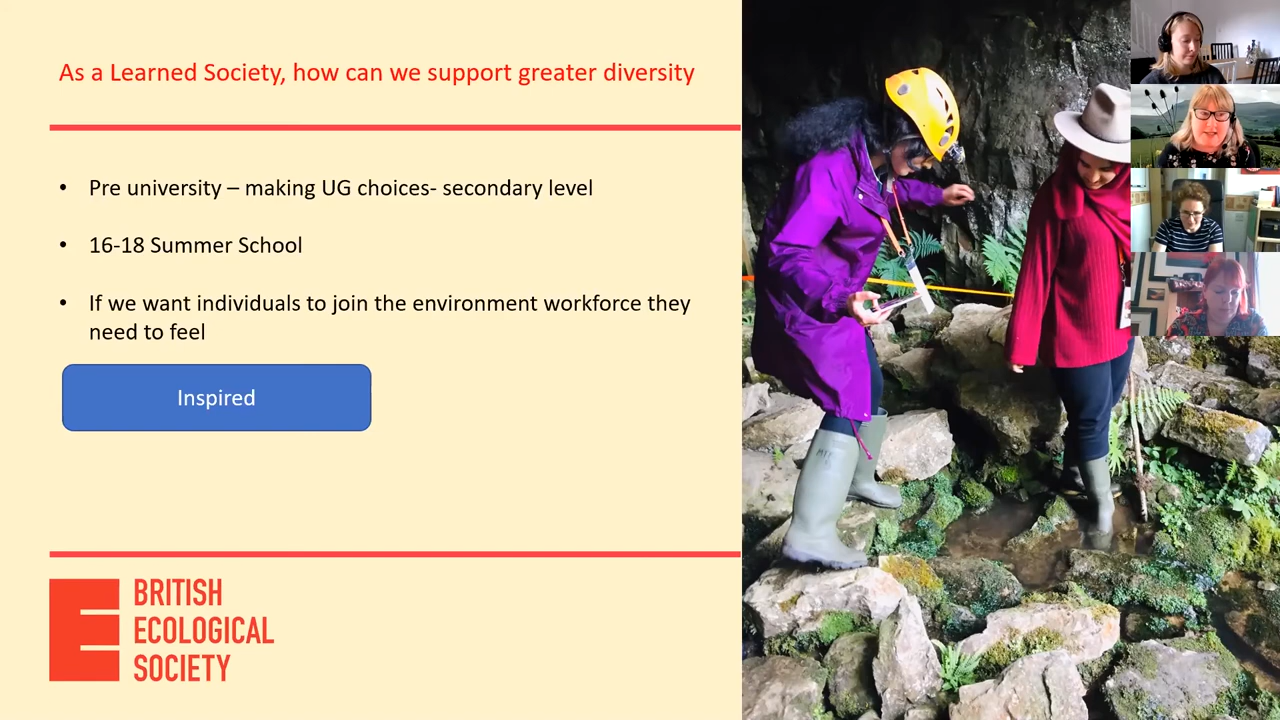 As a Learned Society, how can we support greater diversity
• Pre university – making UG choices- secondary level
• 16-18 Summer School
• If we want individuals to join the environment workforce they
need to feel
Inspired
BRITISH
ECOLOGICAL
SOCIETY